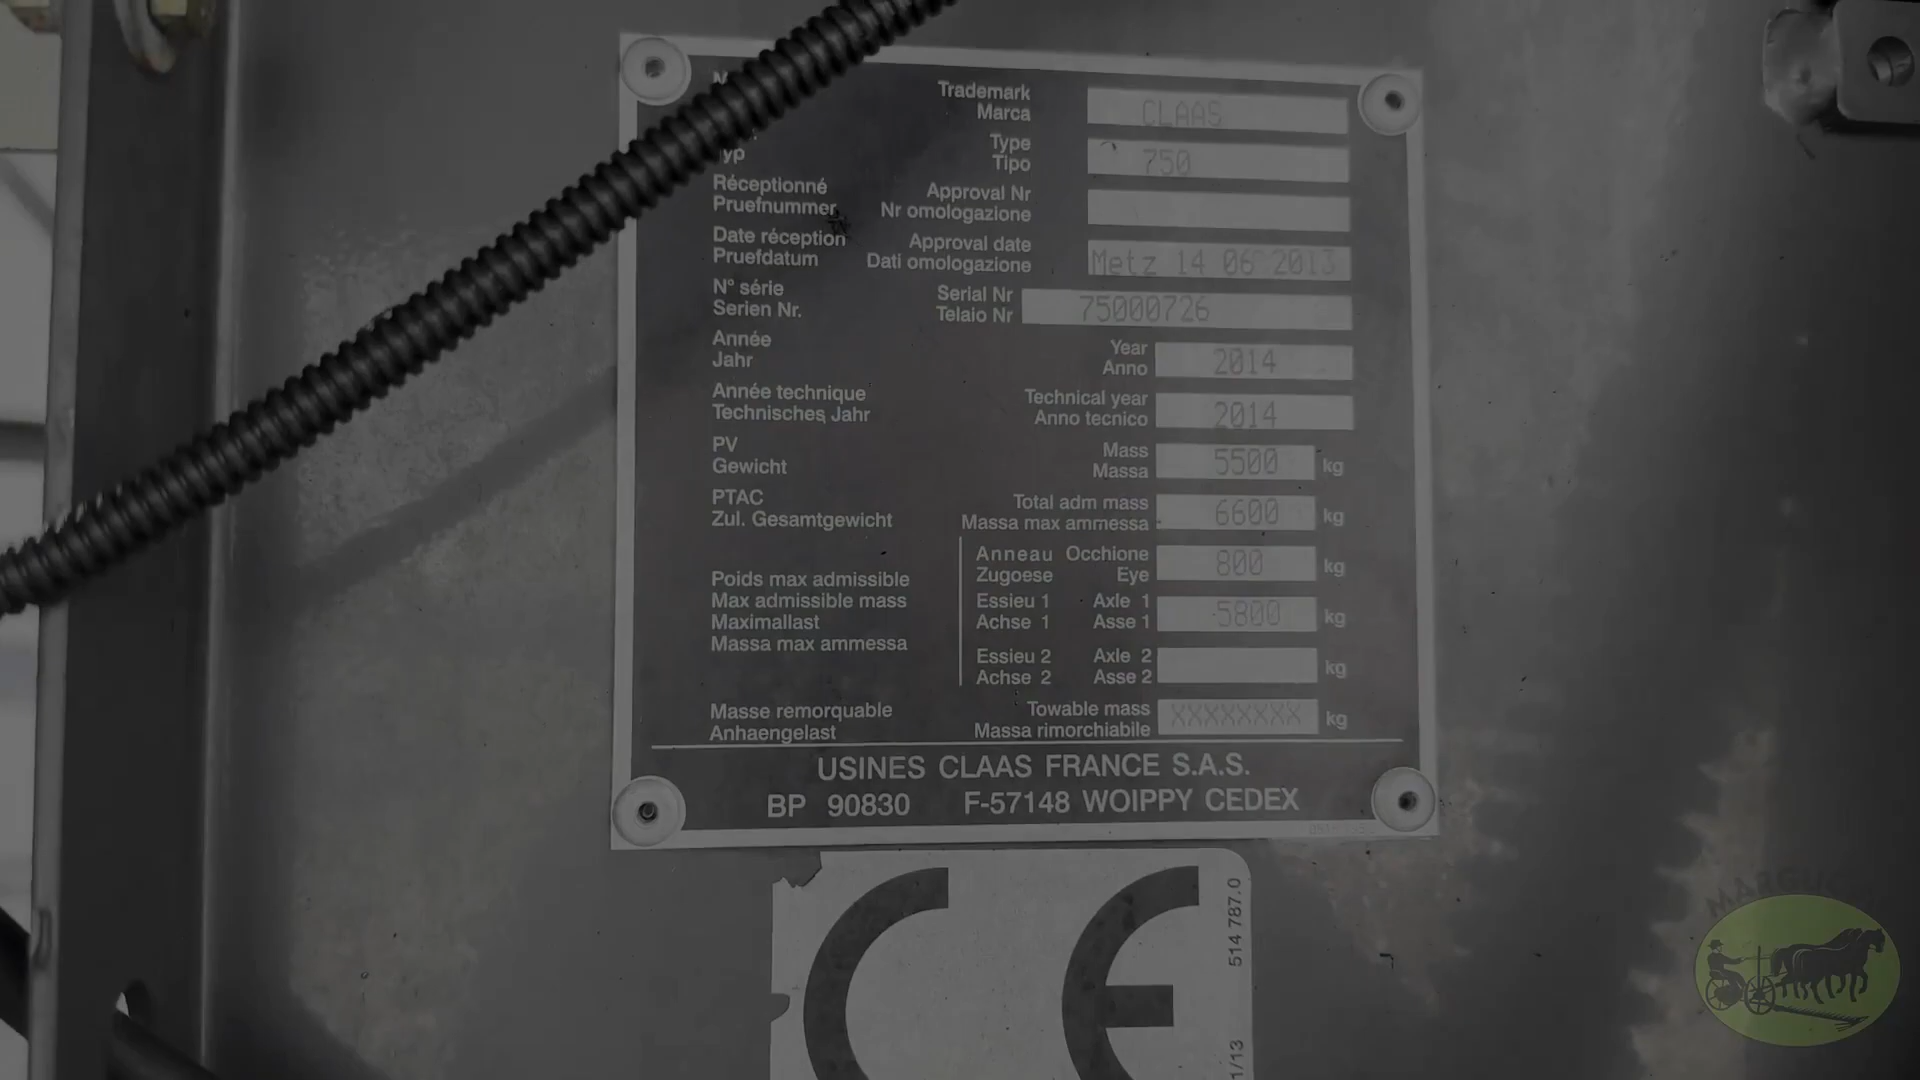 Trademark
Marca CLAAS
Typ
Type
Tipo 750
Réceptionné
Pruefnummer
Approval Nr
Nr omologazione
Date réception
Pruefdatum
Approval date
Dati omologazione Metz 14 06 2013
N° série
Serien Nr.
Serial Nr
Telaio Nr 75000726
Année
Jahr
Year
Anno 2014
Année technique
Technisches Jahr
Technical year
Anno tecnico 2014
PV
Gewicht
Mass
Massa 5500 kg
PTAC
Zul. Gesamtgewicht
Total adm mass
Massa max ammessa 6600 kg
Poids max admissible
Max admissible mass
Maximallast
Massa max ammessa
Anneau Occhione
Zugoese Eye 800 kg
Essieu 1 Axle 1
Achse 1 Asse 1 5800 kg
Essieu 2 Axle 2
Achse 2 Asse 2 kg
Masse remorquable
Anhaengelast
Towable mass
Massa rimorchiabile XXXXXXXX kg
USINES CLAAS FRANCE S.A.S.
BP 90830 F-57148 WOIPPY CEDEX
CE
514 787.0
1/13